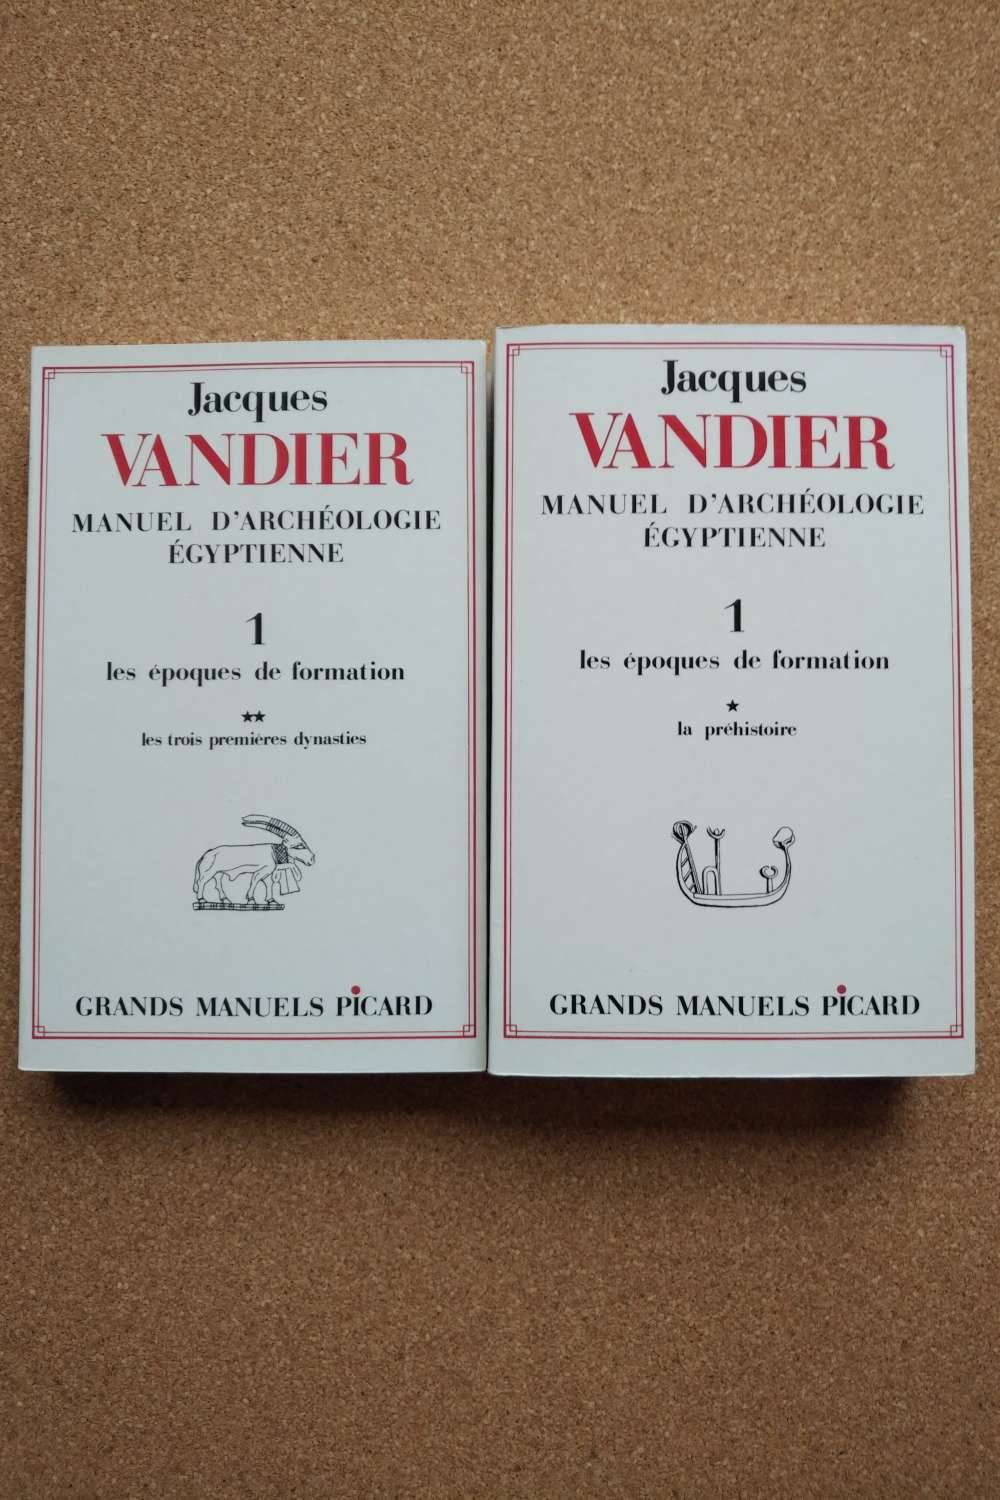 Jacques
VANDIER
MANUEL D'ARCHÉOLOGIE
ÉGYPTIENNE
1
les époques de formation
★★
les trois premières dynasties
GRANDS MANUELS PICARD
Jacques
VANDIER
MANUEL D'ARCHÉOLOGIE
ÉGYPTIENNE
1
les époques de formation
★
la préhistoire
GRANDS MANUELS PICARD